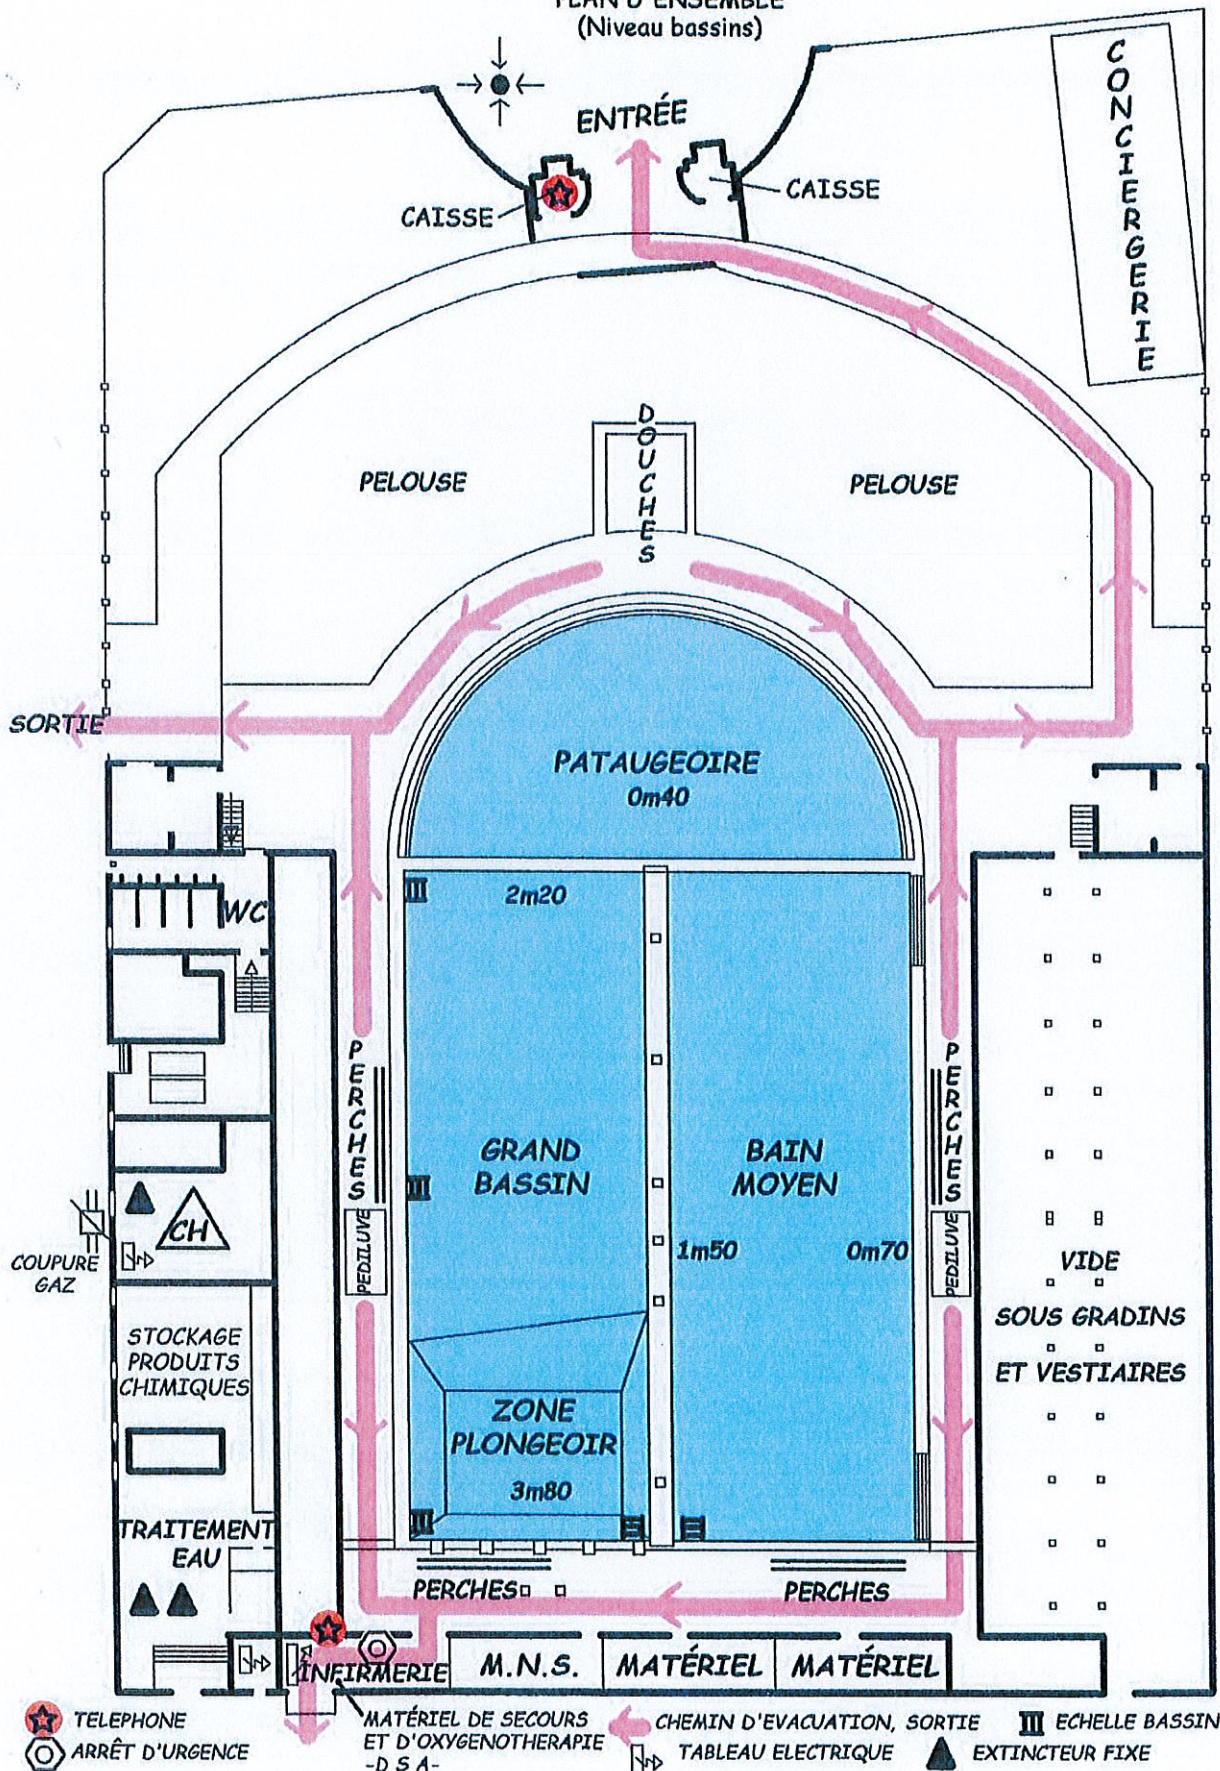 PLAN D'ENSEMBLE
(Niveau bassins)
CONCIERGERIE
ENTRÉE
CAISSE
CAISSE
DOUCHES
PELOUSE
PELOUSE
SORTIE
PATAUGEOIRE
0m40
WC
2m20
PERCHES
PERCHES
GRAND
BASSIN
BAIN
MOYEN
CH
COUPURE
GAZ
PEDILUVE
1m50
0m70
PEDILUVE
VIDE
SOUS GRADINS
ET VESTIAIRES
STOCKAGE
PRODUITS
CHIMIQUES
ZONE
PLONGEOIR
3m80
TRAITEMENT
EAU
PERCHES
PERCHES
INFIRMERIE
M.N.S.
MATÉRIEL
MATÉRIEL
TELEPHONE
ARRÊT D'URGENCE
MATÉRIEL DE SECOURS
ET D'OXYGENOTHERAPIE
-D S A-
CHEMIN D'EVACUATION, SORTIE
ECHELLE BASSIN
TABLEAU ELECTRIQUE
EXTINCTEUR FIXE